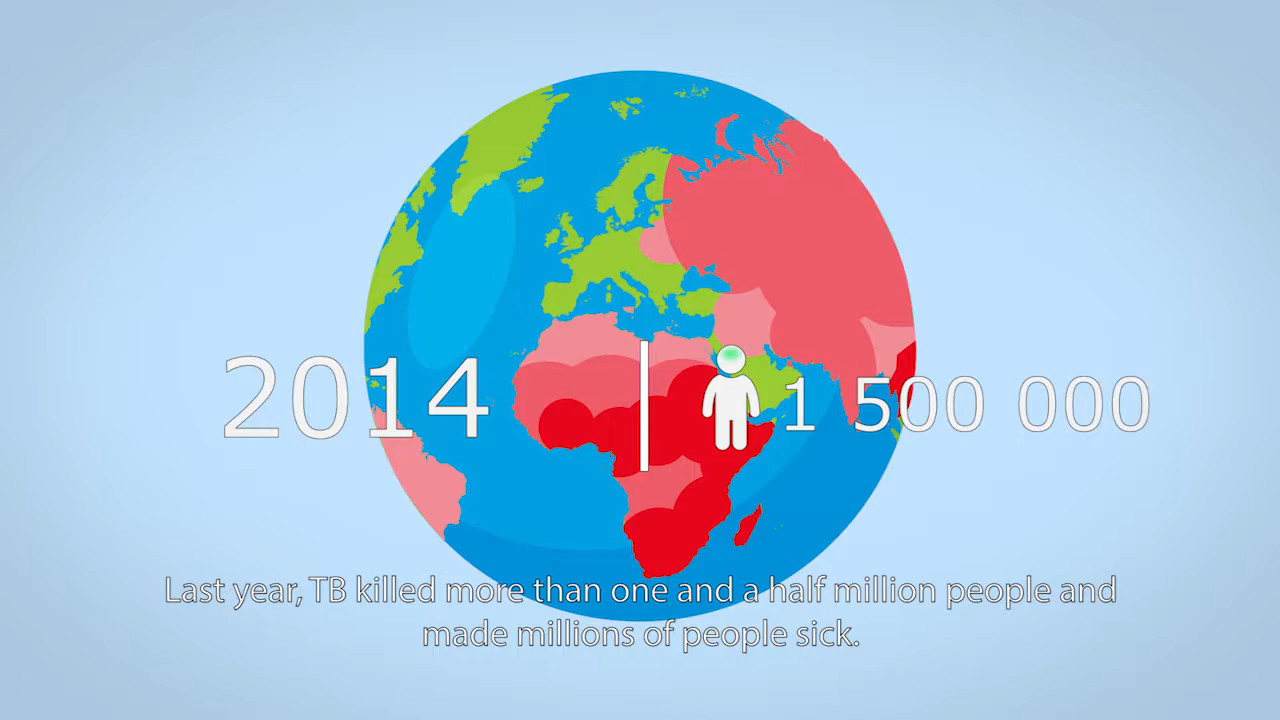 2014
1 500 000
Last year, TB killed more than one and a half million people and
made millions of people sick.